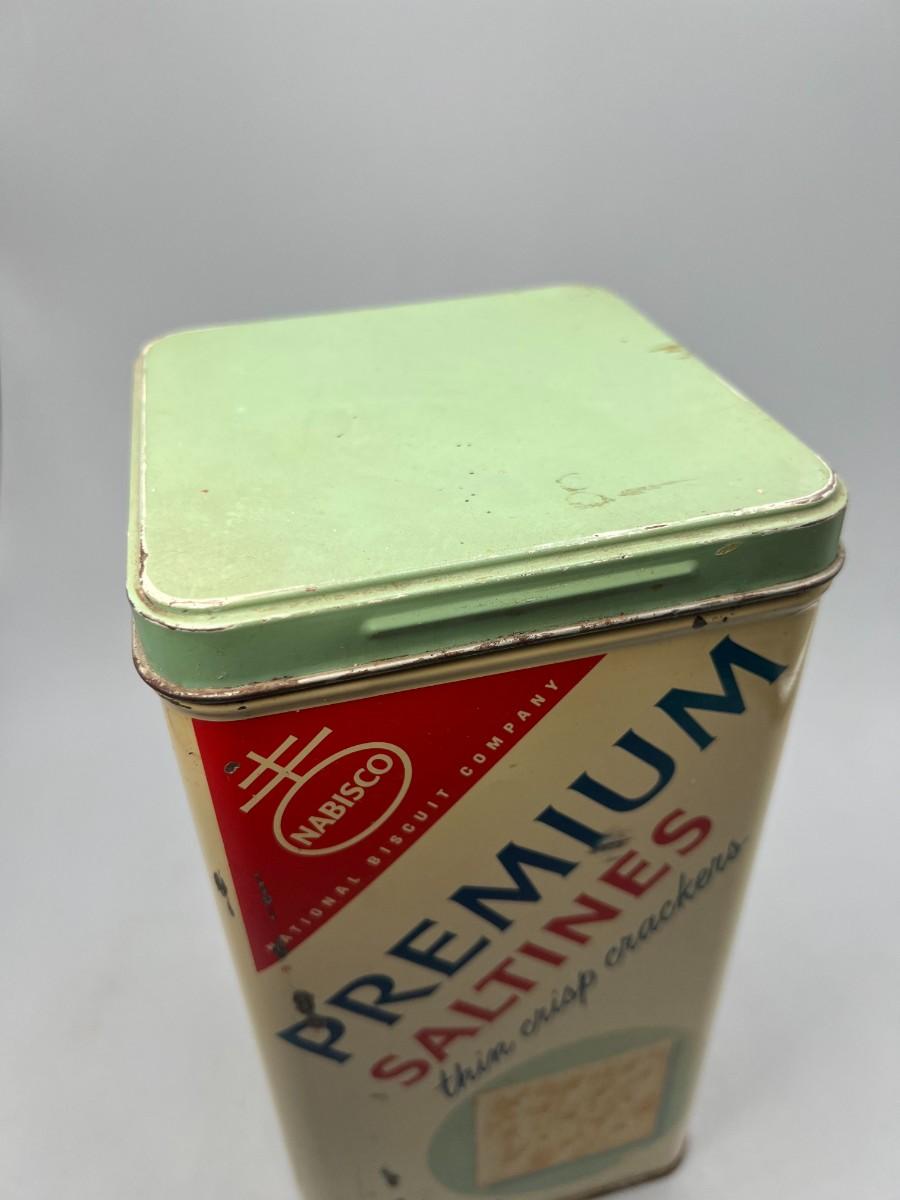 NABISCO
NATIONAL BISCUIT COMPANY
PREMIUM
SALTINES
thin crisp crackers